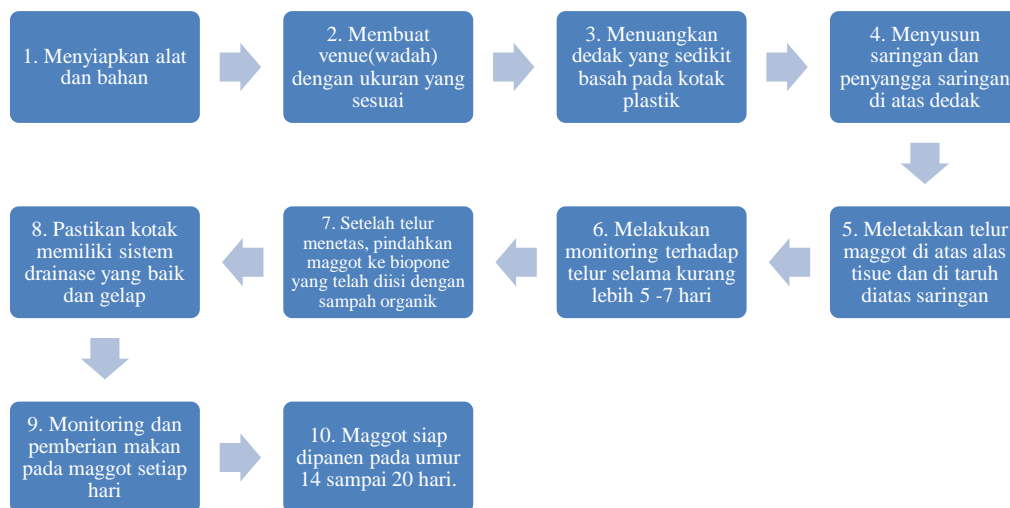 1. Menyiapkan alat
dan bahan
2. Membuat
venue(wadah)
dengan ukuran yang
sesuai
3. Menuangkan
dedak yang sedikit
basah pada kotak
plastik
4. Menyusun
saringan dan
penyangga saringan
di atas dedak
5. Meletakkan telur
maggot di atas alas
tisue dan di taruh
diatas saringan
6. Melakukan
monitoring terhadap
telur selama kurang
lebih 5 -7 hari
7. Setelah telur
menetas, pindahkan
maggot ke biopone
yang telah diisi dengan
sampah organik
8. Pastikan kotak
memiliki sistem
drainase yang baik
dan gelap
9. Monitoring dan
pemberian makan
pada maggot setiap
hari
10. Maggot siap
dipanen pada umur
14 sampai 20 hari.